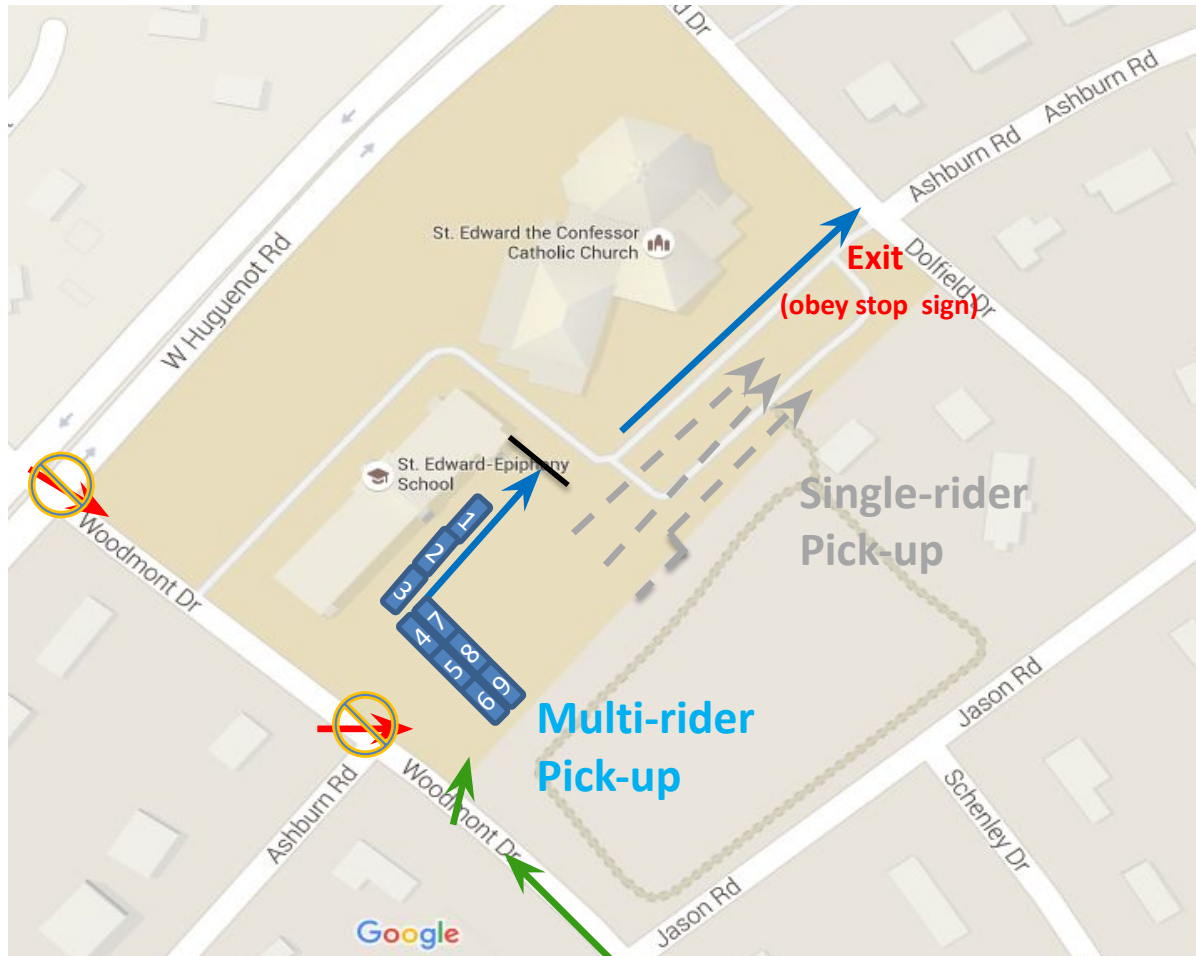 d Dr
Ashburn Rd
Ashburn Rd
W Huguenot Rd
St. Edward the Confessor
Catholic Church
Exit
(obey stop sign)
Dolfield Dr
St. Edward-Epiphany
School
Single-rider
Pick-up
Woodmont Dr
1
2
3
4
5
6
7
8
9
Multi-rider
Pick-up
Jason Rd
Woodmont Dr
Ashburn Rd
Schenley Dr
Jason Rd
Google